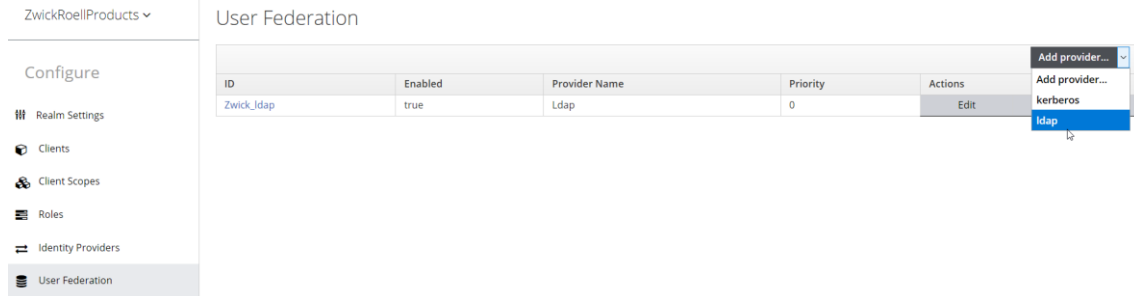 ZwickRoellProducts
User Federation
Configure
Realm Settings
Clients
Client Scopes
Roles
Identity Providers
User Federation
Add provider...
ID Enabled Provider Name Priority Actions
Zwick_ldap true Ldap 0 Edit
Add provider...
kerberos
ldap